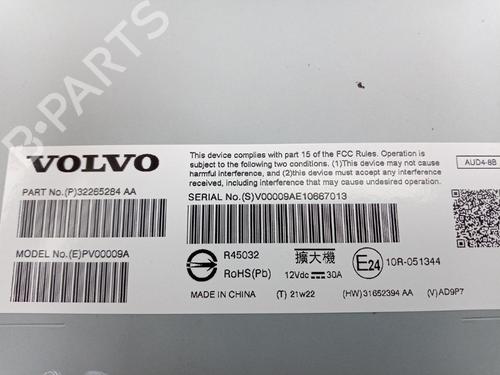 B-PARTS
VOLVO
This device complies with part 15 of the FCC Rules. Operation is
subject to the following two conditions. (1)This device may not cause
harmful interference, and (2)this device must accept any interference
received, including interference that may cause undesired operation.
AUD4-8B
PART NO.(P)32265284 AA
SERIAL NO.(S)V00009AE10667013
MODEL NO.(E)PV00009A
R45032
RoHS(Pb)
擴大機
12Vdc 30A
E24
10R-051344
MADE IN CHINA
(T) 21w22
(HW)31652394 AA
(V)AD9P7